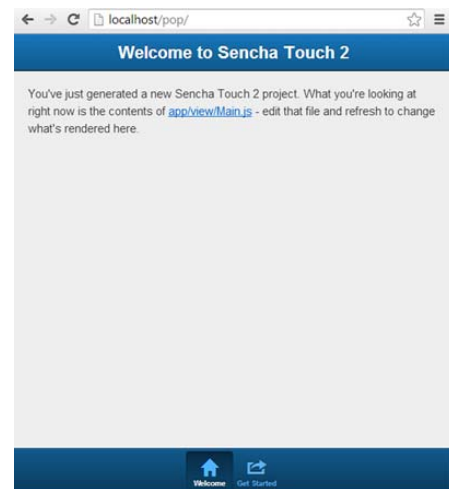 localhost/pop/
Welcome to Sencha Touch 2
You've just generated a new Sencha Touch 2 project. What you're looking at
right now is the contents of app/view/Main.js - edit that file and refresh to change
what's rendered here.
Welcome
Get Started